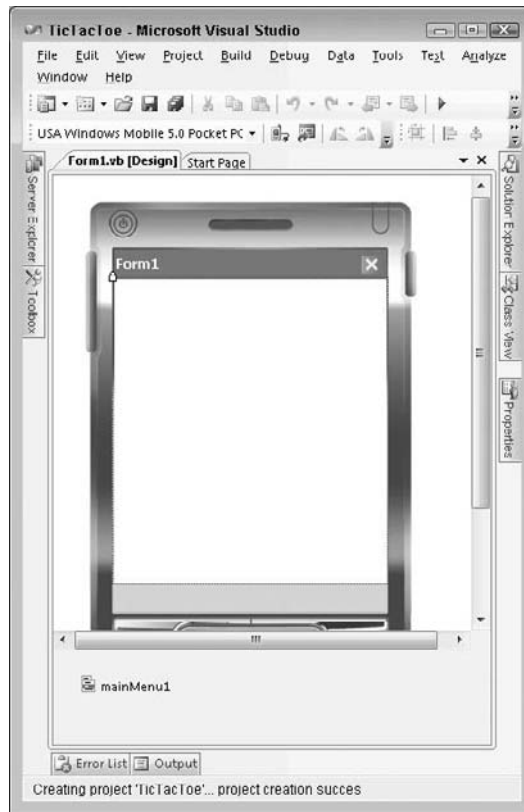 TicTacToe - Microsoft Visual Studio
File Edit View Project Build Debug Data Tools Test Analyze
Window Help
USA Windows Mobile 5.0 Pocket PC
Form1.vb [Design] Start Page
Server Explorer
Toolbox
Form1
Solution Explorer
Class View
Properties
mainMenu1
Error List Output
Creating project 'TicTacToe'... project creation succes